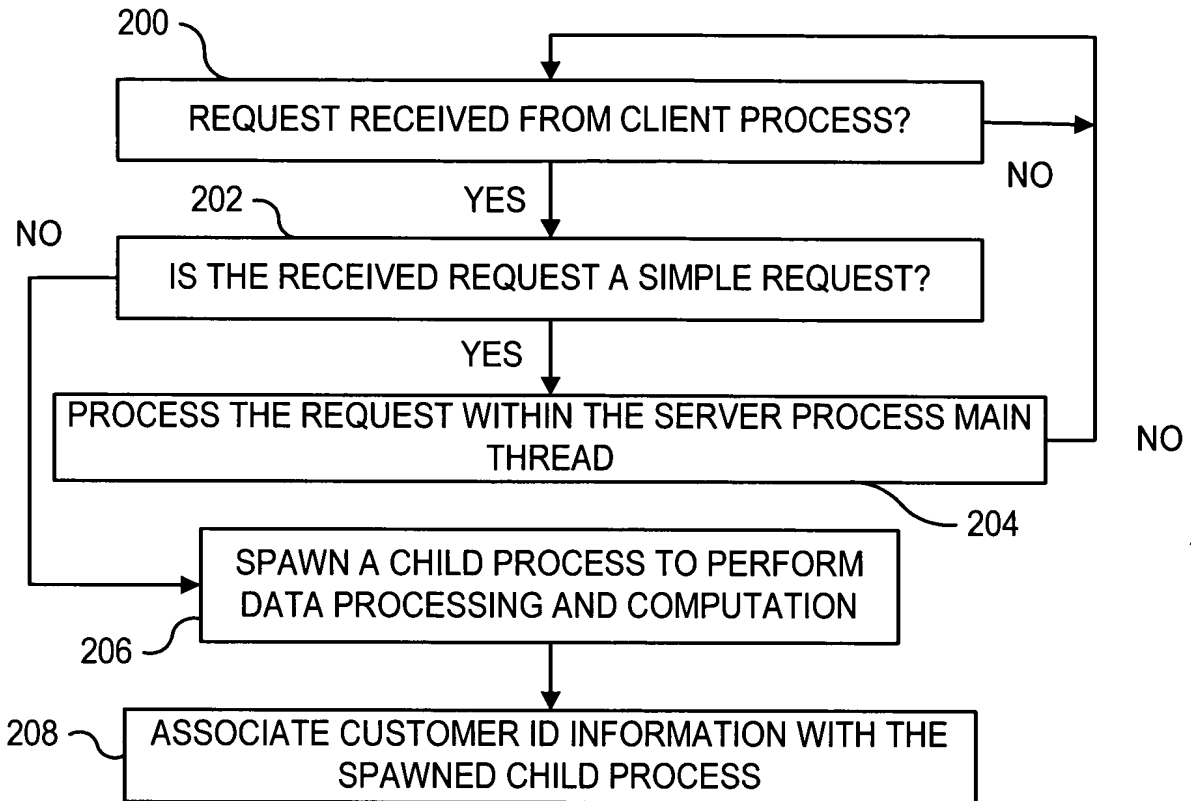 200
REQUEST RECEIVED FROM CLIENT PROCESS?
NO
YES
202
NO
IS THE RECEIVED REQUEST A SIMPLE REQUEST?
YES
PROCESS THE REQUEST WITHIN THE SERVER PROCESS MAIN
THREAD
NO
204
SPAWN A CHILD PROCESS TO PERFORM
DATA PROCESSING AND COMPUTATION
206
208
ASSOCIATE CUSTOMER ID INFORMATION WITH THE
SPAWNED CHILD PROCESS